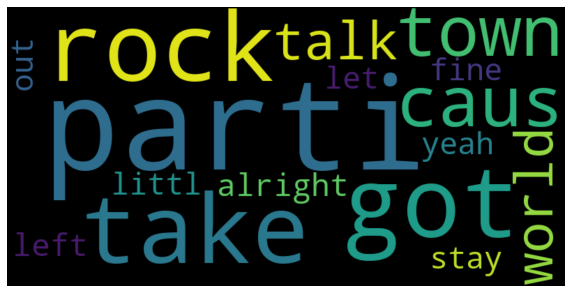 out
rock
talk
town
let
fine
parti
caus
yeah
world
littl
alright
got
take
left
stay